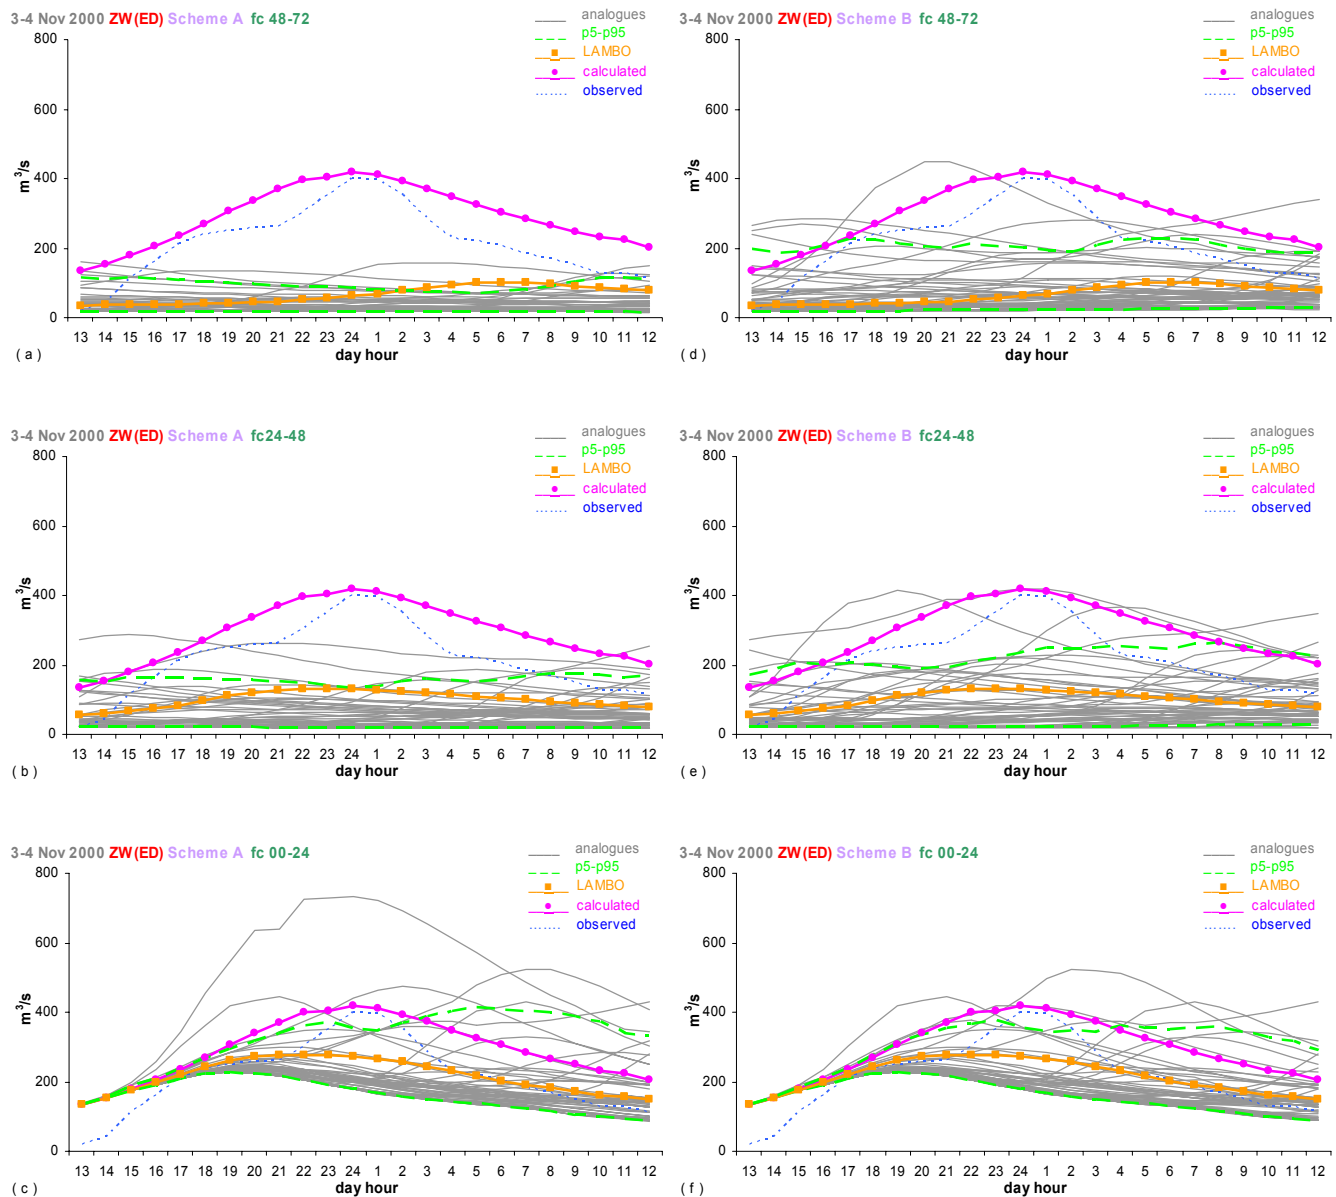 3-4 Nov 2000 ZW(ED) Scheme A fc 48-72
analogues
p5-p95
LAMBO
calculated
observed
800
600
400
200
0
m³/s
13 14 15 16 17 18 19 20 21 22 23 24 1 2 3 4 5 6 7 8 9 10 11 12
day hour
( a )
3-4 Nov 2000 ZW(ED) Scheme B fc 48-72
analogues
p5-p95
LAMBO
calculated
observed
800
600
400
200
0
m³/s
13 14 15 16 17 18 19 20 21 22 23 24 1 2 3 4 5 6 7 8 9 10 11 12
day hour
( d )
3-4 Nov 2000 ZW(ED) Scheme A fc24-48
analogues
p5-p95
LAMBO
calculated
observed
800
600
400
200
0
m³/s
13 14 15 16 17 18 19 20 21 22 23 24 1 2 3 4 5 6 7 8 9 10 11 12
day hour
( b )
3-4 Nov 2000 ZW(ED) Scheme B fc24-48
analogues
p5-p95
LAMBO
calculated
observed
800
600
400
200
0
m³/s
13 14 15 16 17 18 19 20 21 22 23 24 1 2 3 4 5 6 7 8 9 10 11 12
day hour
( e )
3-4 Nov 2000 ZW(ED) Scheme A fc 00-24
analogues
p5-p95
LAMBO
calculated
observed
800
600
400
200
0
m³/s
13 14 15 16 17 18 19 20 21 22 23 24 1 2 3 4 5 6 7 8 9 10 11 12
day hour
( c )
3-4 Nov 2000 ZW(ED) Scheme B fc 00-24
analogues
p5-p95
LAMBO
calculated
observed
800
600
400
200
0
m³/s
13 14 15 16 17 18 19 20 21 22 23 24 1 2 3 4 5 6 7 8 9 10 11 12
day hour
( f )